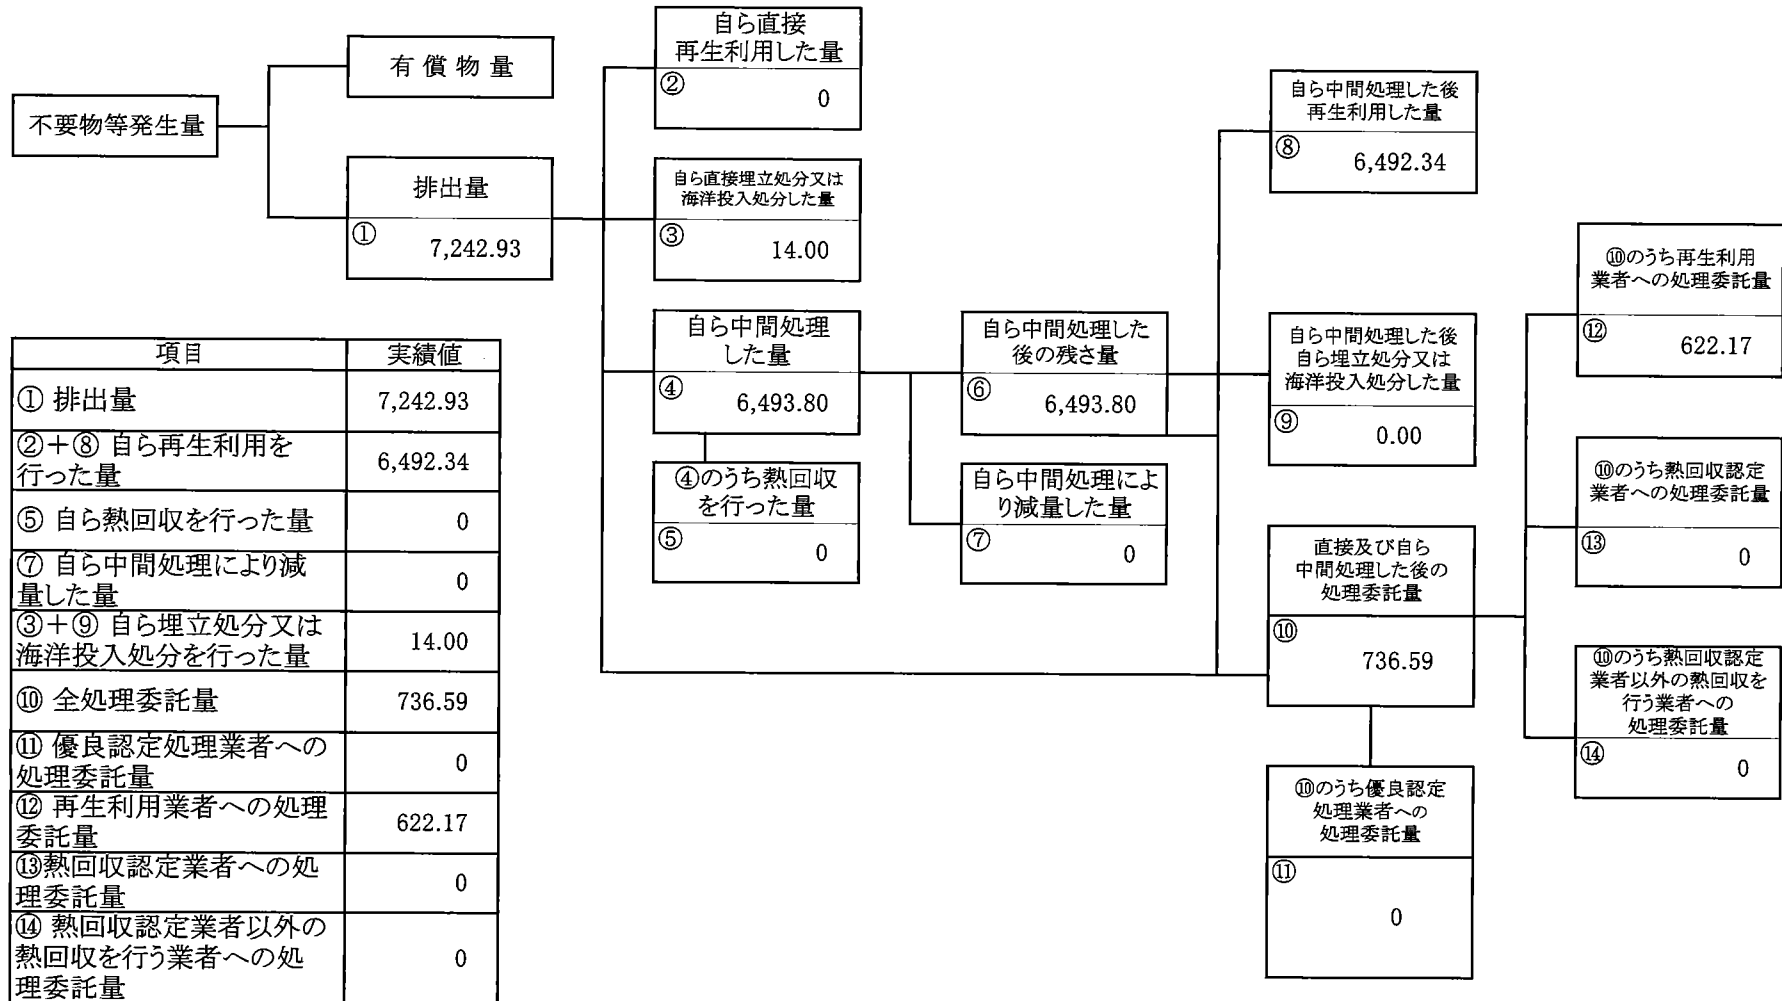 不要物等発生量
有償物量
排出量
①
7,242.93
自ら直接
再生利用した量
②
0
自ら直接埋立処分又は
海洋投入処分した量
③
14.00
自ら中間処理
した量
④
6,493.80
④のうち熱回収
を行った量
⑤
0
自ら中間処理した
後の残さ量
⑥
6,493.80
自ら中間処理によ
り減量した量
⑦
0
自ら中間処理した後
再生利用した量
⑧
6,492.34
自ら中間処理した後
自ら埋立処分又は
海洋投入処分した量
⑨
0.00
直接及び自ら
中間処理した後の
処理委託量
⑩
736.59
⑩のうち優良認定
処理業者への
処理委託量
⑪
0
⑩のうち再生利用
業者への処理委託量
⑫
622.17
⑩のうち熱回収認定
業者への処理委託量
⑬
0
⑩のうち熱回収認定
業者以外の熱回収を
行う業者への
処理委託量
⑭
0
項目 実績値
① 排出量 7,242.93
②+⑧ 自ら再生利用を
行った量 6,492.34
⑤ 自ら熱回収を行った量 0
⑦ 自ら中間処理により減
量した量 0
③+⑨ 自ら埋立処分又は
海洋投入処分を行った量 14.00
⑩ 全処理委託量 736.59
⑪ 優良認定処理業者への
処理委託量 0
⑫ 再生利用業者への処理
委託量 622.17
⑬熱回収認定業者への処
理委託量 0
⑭ 熱回収認定業者以外の
熱回収を行う業者への処
理委託量 0